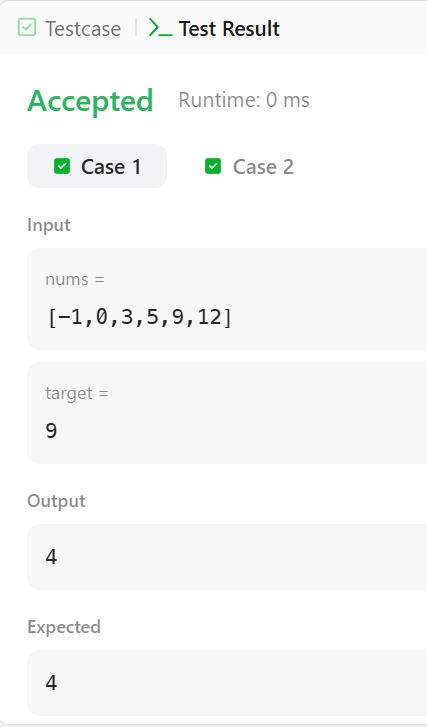 Testcase | Test Result
Accepted Runtime: 0 ms
Case 1 Case 2
Input
nums =
[-1,0,3,5,9,12]
target =
9
Output
4
Expected
4